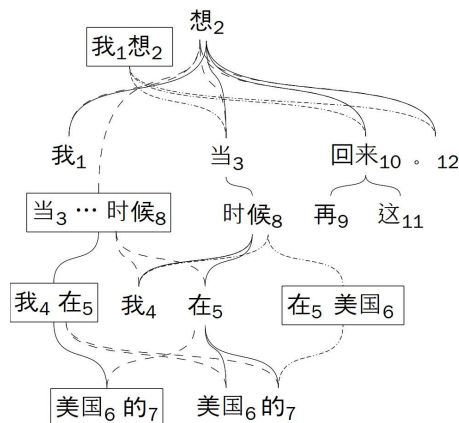 想2
我1想2
我1 当3 回来10 。12
当3 … 时候8 时候8 再9 这11
我4 在5 我4 在5 在5 美国6
美国6 的7 美国6 的7